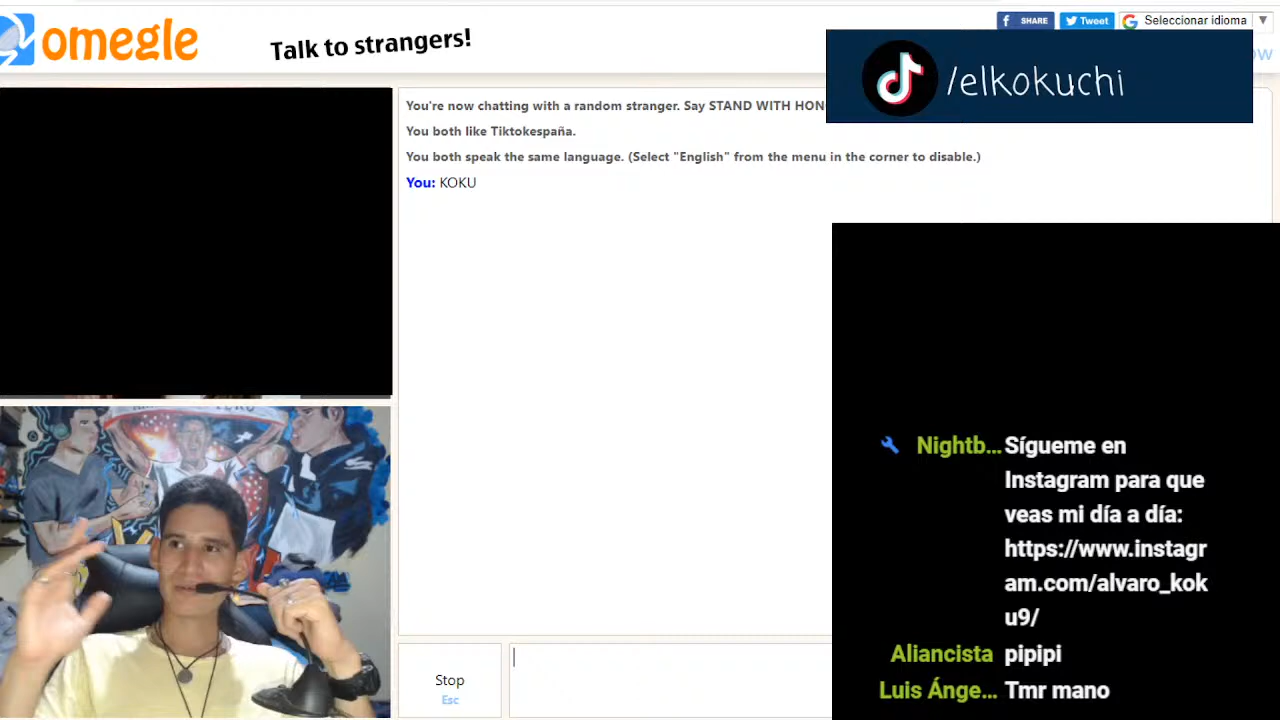 omegle
Talk to strangers!
SHARE
Tweet
Seleccionar idioma
/elkokuchi
You're now chatting with a random stranger. Say STAND WITH HON
You both like Tiktokespaña.
You both speak the same language. (Select "English" from the menu in the corner to disable.)
You: KOKU
Nightb... Sígueme en
Instagram para que
veas mi día a día:
https://www.instagr
am.com/alvaro_kok
u9/
Aliancista pipipi
Luis Ánge... Tmr mano
Stop
Esc